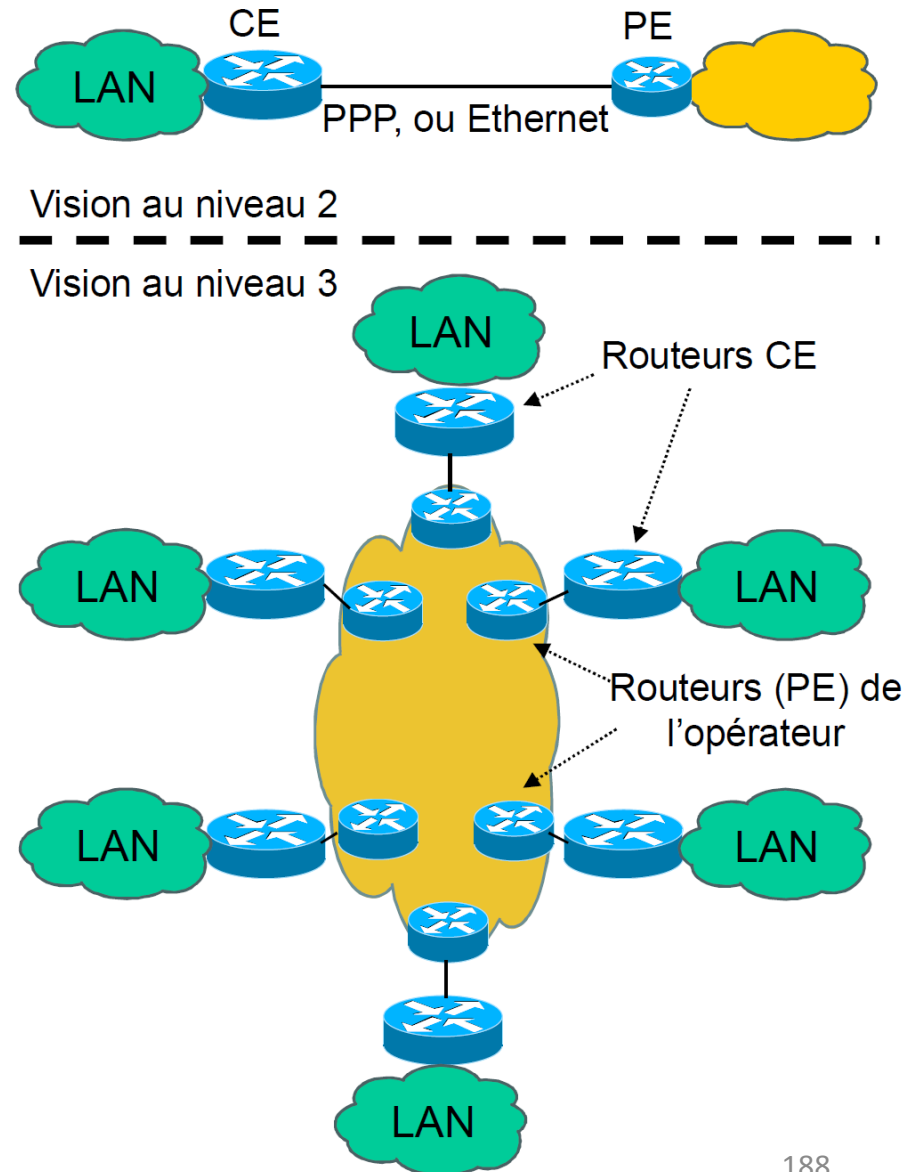 CE
PE
LAN
PPP, ou Ethernet
Vision au niveau 2
Vision au niveau 3
LAN
Routeurs CE
LAN
LAN
Routeurs (PE) de
l'opérateur
LAN
LAN
LAN
188